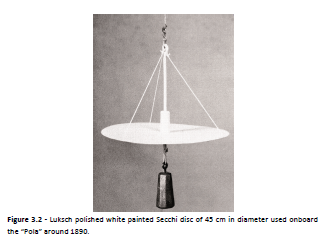 Figure 3.2 - Luksch polished white painted Secchi disc of 45 cm in diameter used onboard
the “Pola” around 1890.